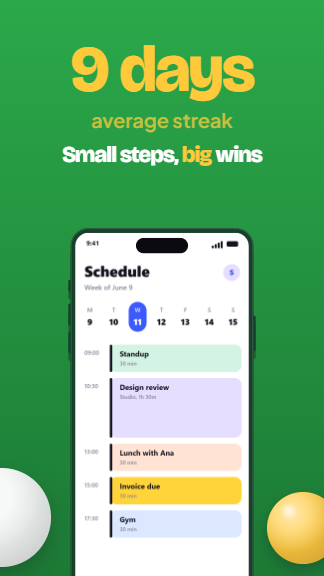 9 days
average streak
Small steps, big wins
9:41
Schedule
S
Week of June 9
M T W T F S S
9 10 11 12 13 14 15
09:00 Standup
30 min
10:30 Design review
Studio, 1h 30m
13:00 Lunch with Ana
30 min
15:00 Invoice due
30 min
17:30 Gym
30 min